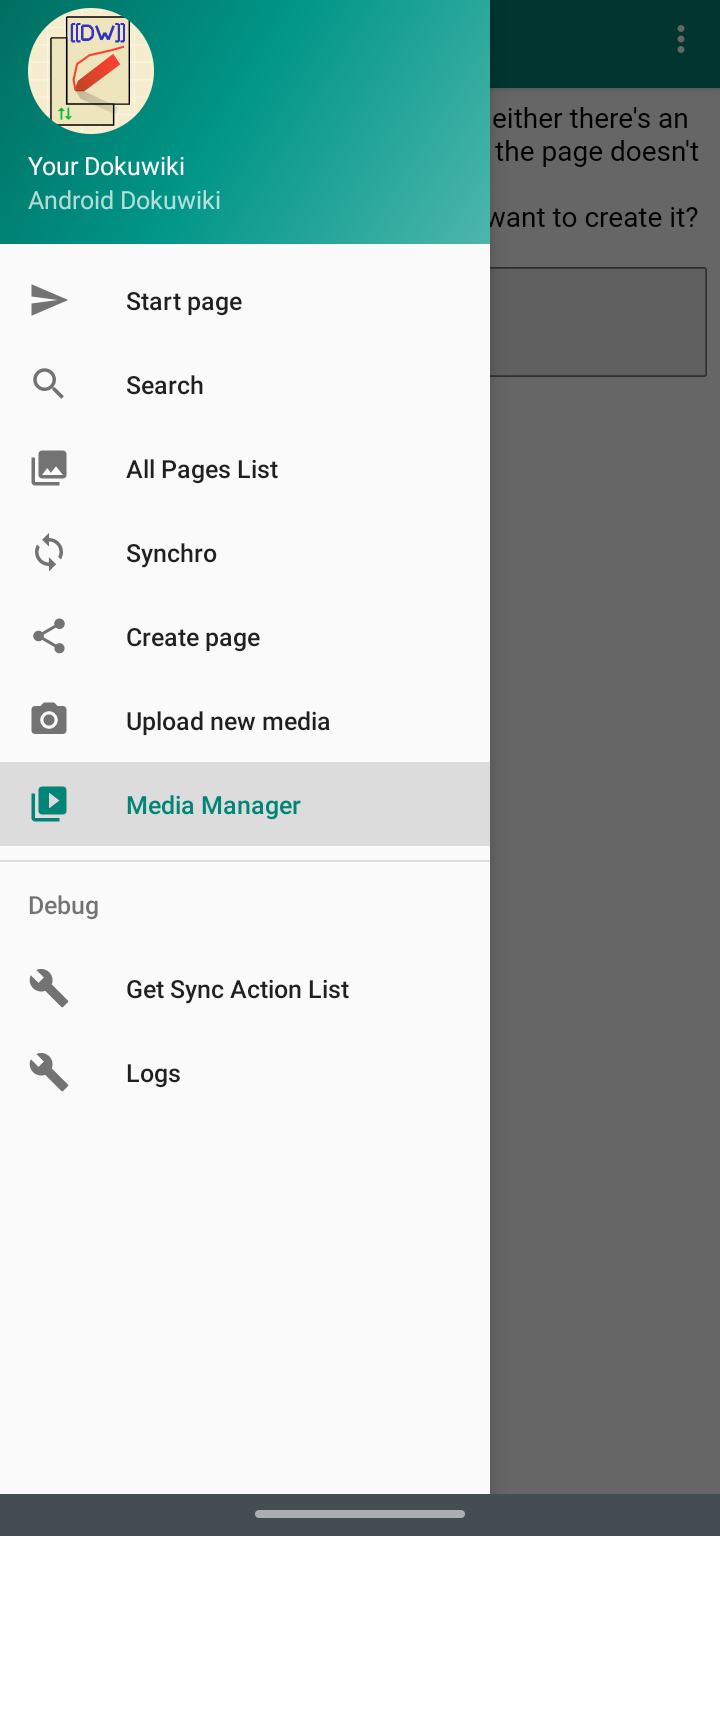 [[DW]]
Your Dokuwiki
Android Dokuwiki
either there's an
the page doesn't
want to create it?
Start page
Search
All Pages List
Synchro
Create page
Upload new media
Media Manager
Debug
Get Sync Action List
Logs